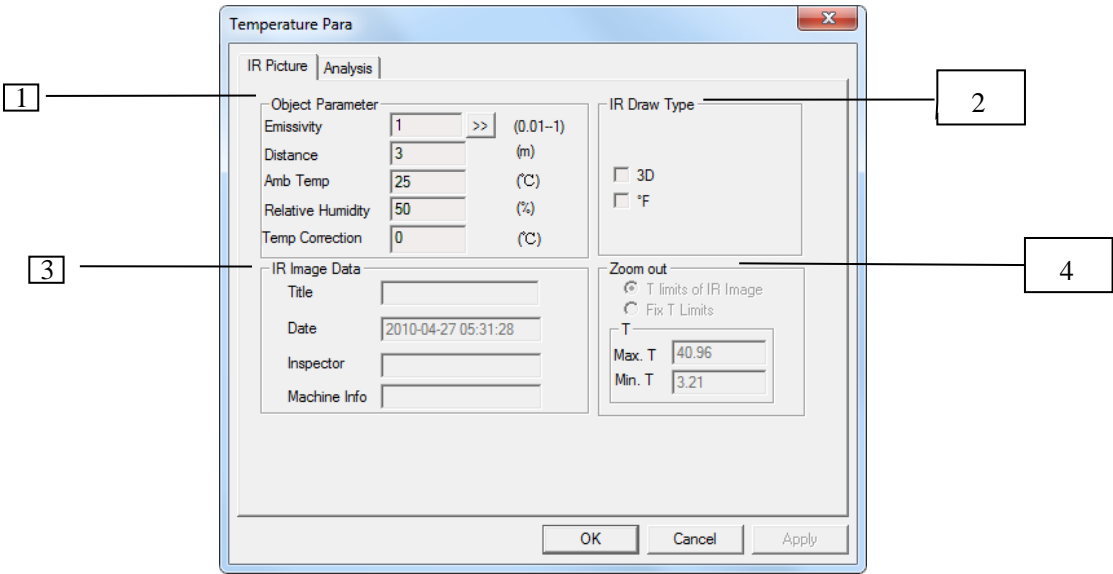 Temperature Para
IR Picture Analysis
1
Object Parameter
Emissivity 1 >> (0.01--1)
Distance 3 (m)
Amb Temp 25 (℃)
Relative Humidity 50 (%)
Temp Correction 0 (℃)
2
IR Draw Type
3D
°F
3
IR Image Data
Title
Date 2010-04-27 05:31:28
Inspector
Machine Info
4
Zoom out
T limits of IR Image
Fix T Limits
T
Max. T 40.96
Min. T 3.21
OK Cancel Apply